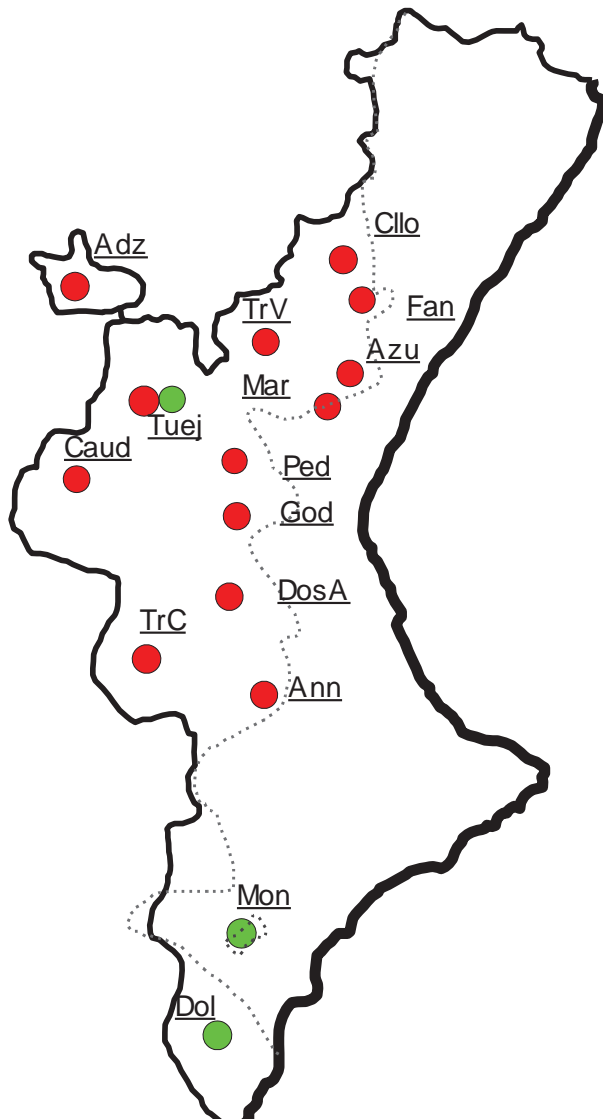 Cllo
Adz
Fan
TrV
Azu
Mar
Tuej
Caud
Ped
God
DosA
TrC
Ann
Mon
Dol